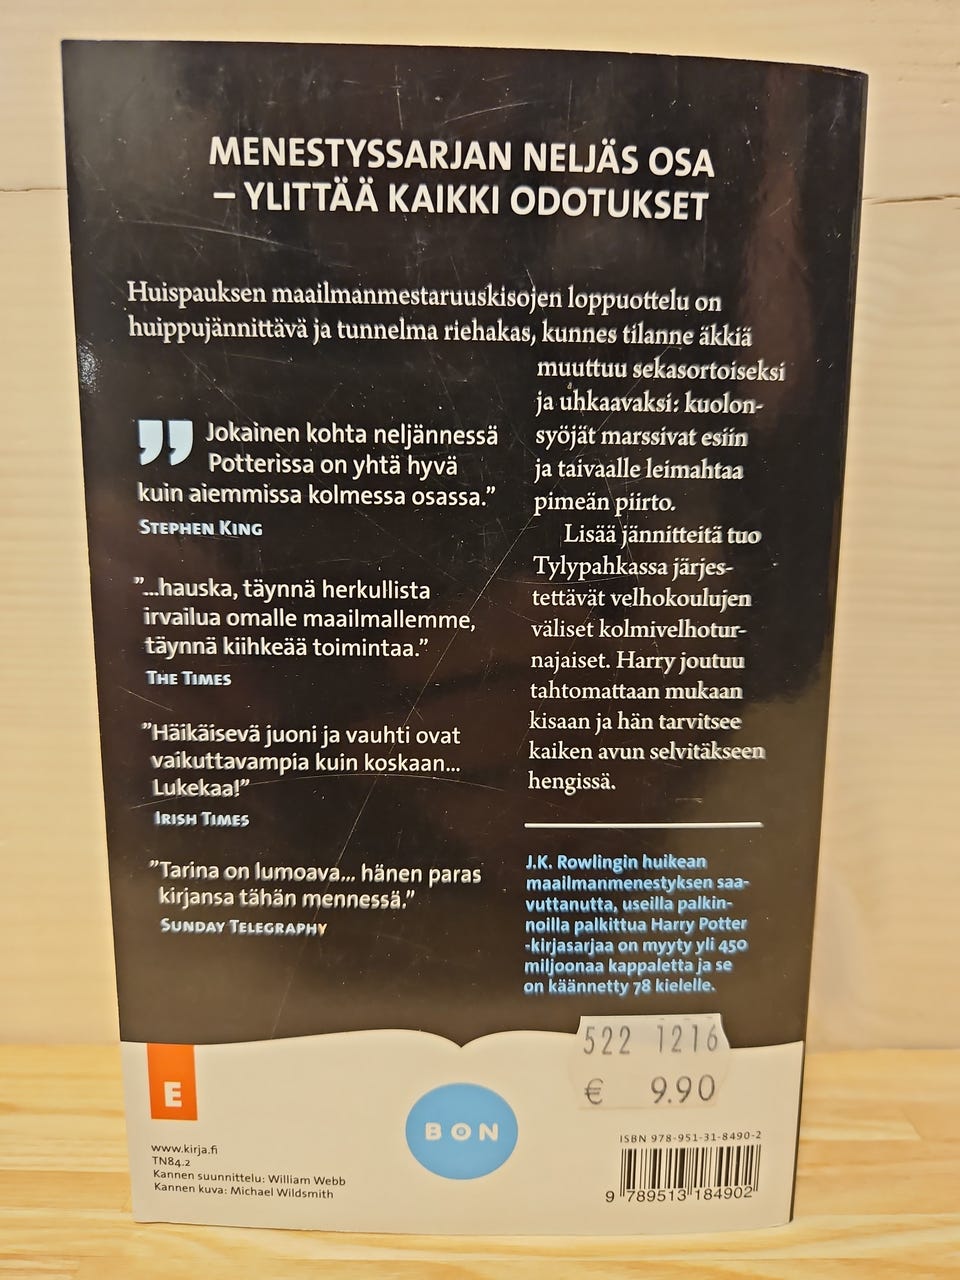 MENESTYSSARJAN NELJÄS OSA
– YLITTÄÄ KAIKKI ODOTUKSET
Huispauksen maailmanmestaruuskisojen loppuottelu on
huippujännittävä ja tunnelma riehakas, kunnes tilanne äkkiä
muuttuu sekasortoiseksi
ja uhkaavaksi: kuolon-
syöjät marssivat esiin
ja taivaalle leimahtaa
pimeän piirto.
Lisää jännitteitä tuo
Tylypahkassa järjes-
tettävät velhokoulujen
väliset kolmivelhotur-
najaiset. Harry joutuu
tahtomattaan mukaan
kisaan ja hän tarvitsee
kaiken avun selvitäkseen
hengissä.
” Jokainen kohta neljännessä
Potterissa on yhtä hyvä
kuin aiemmissa kolmessa osassa.”
STEPHEN KING
”...hauska, täynnä herkullista
irvailua omalle maailmallemme,
täynnä kiihkeää toimintaa.”
THE TIMES
”Häikäisevä juoni ja vauhti ovat
vaikuttavampia kuin koskaan...
Lukekaa!”
IRISH TIMES
”Tarina on lumoava... hänen paras
kirjansa tähän mennessä.”
SUNDAY TELEGRAPHY
J.K. Rowlingin huikean
maailmanmenestyksen saa-
vuttanutta, useilla palkin-
noilla palkittua Harry Potter
-kirjasarjaa on myyty yli 450
miljoonaa kappaletta ja se
on käännetty 78 kielelle.
522 1216
€ 9.90
E
BON
www.kirja.fi
TN84.2
Kannen suunnittelu: William Webb
Kannen kuva: Michael Wildsmith
ISBN 978-951-31-8490-2
9 789513 184902